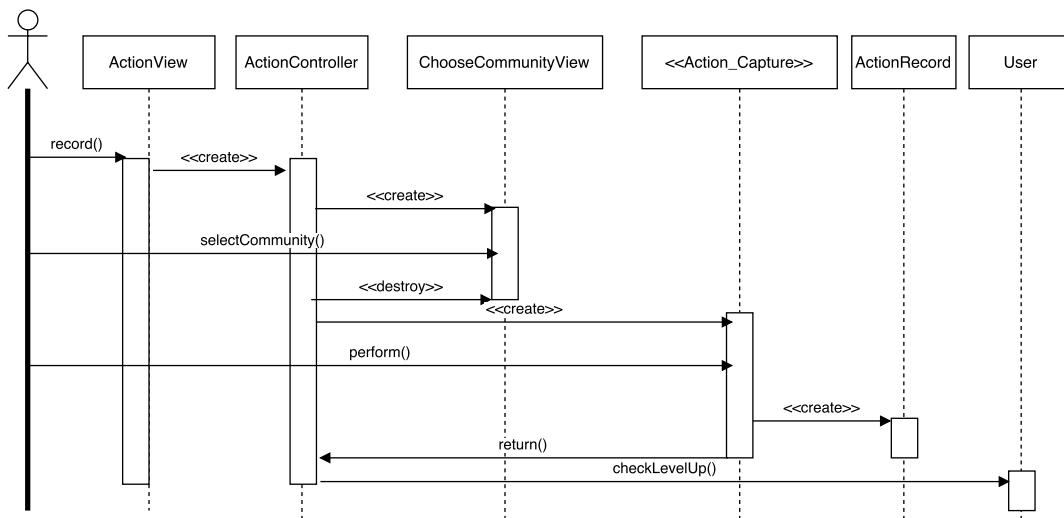 ActionView
ActionController
ChooseCommunityView
<<Action_Capture>>
ActionRecord
User
record()
<<create>>
<<create>>
selectCommunity()
<<destroy>>
<<create>>
perform()
<<create>>
return()
checkLevelUp()